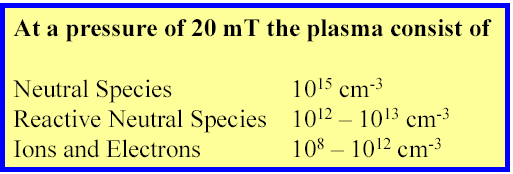 At a pressure of 20 mT the plasma consist of
Neutral Species 10¹⁵ cm⁻³
Reactive Neutral Species 10¹² – 10¹³ cm⁻³
Ions and Electrons 10⁸ – 10¹² cm⁻³